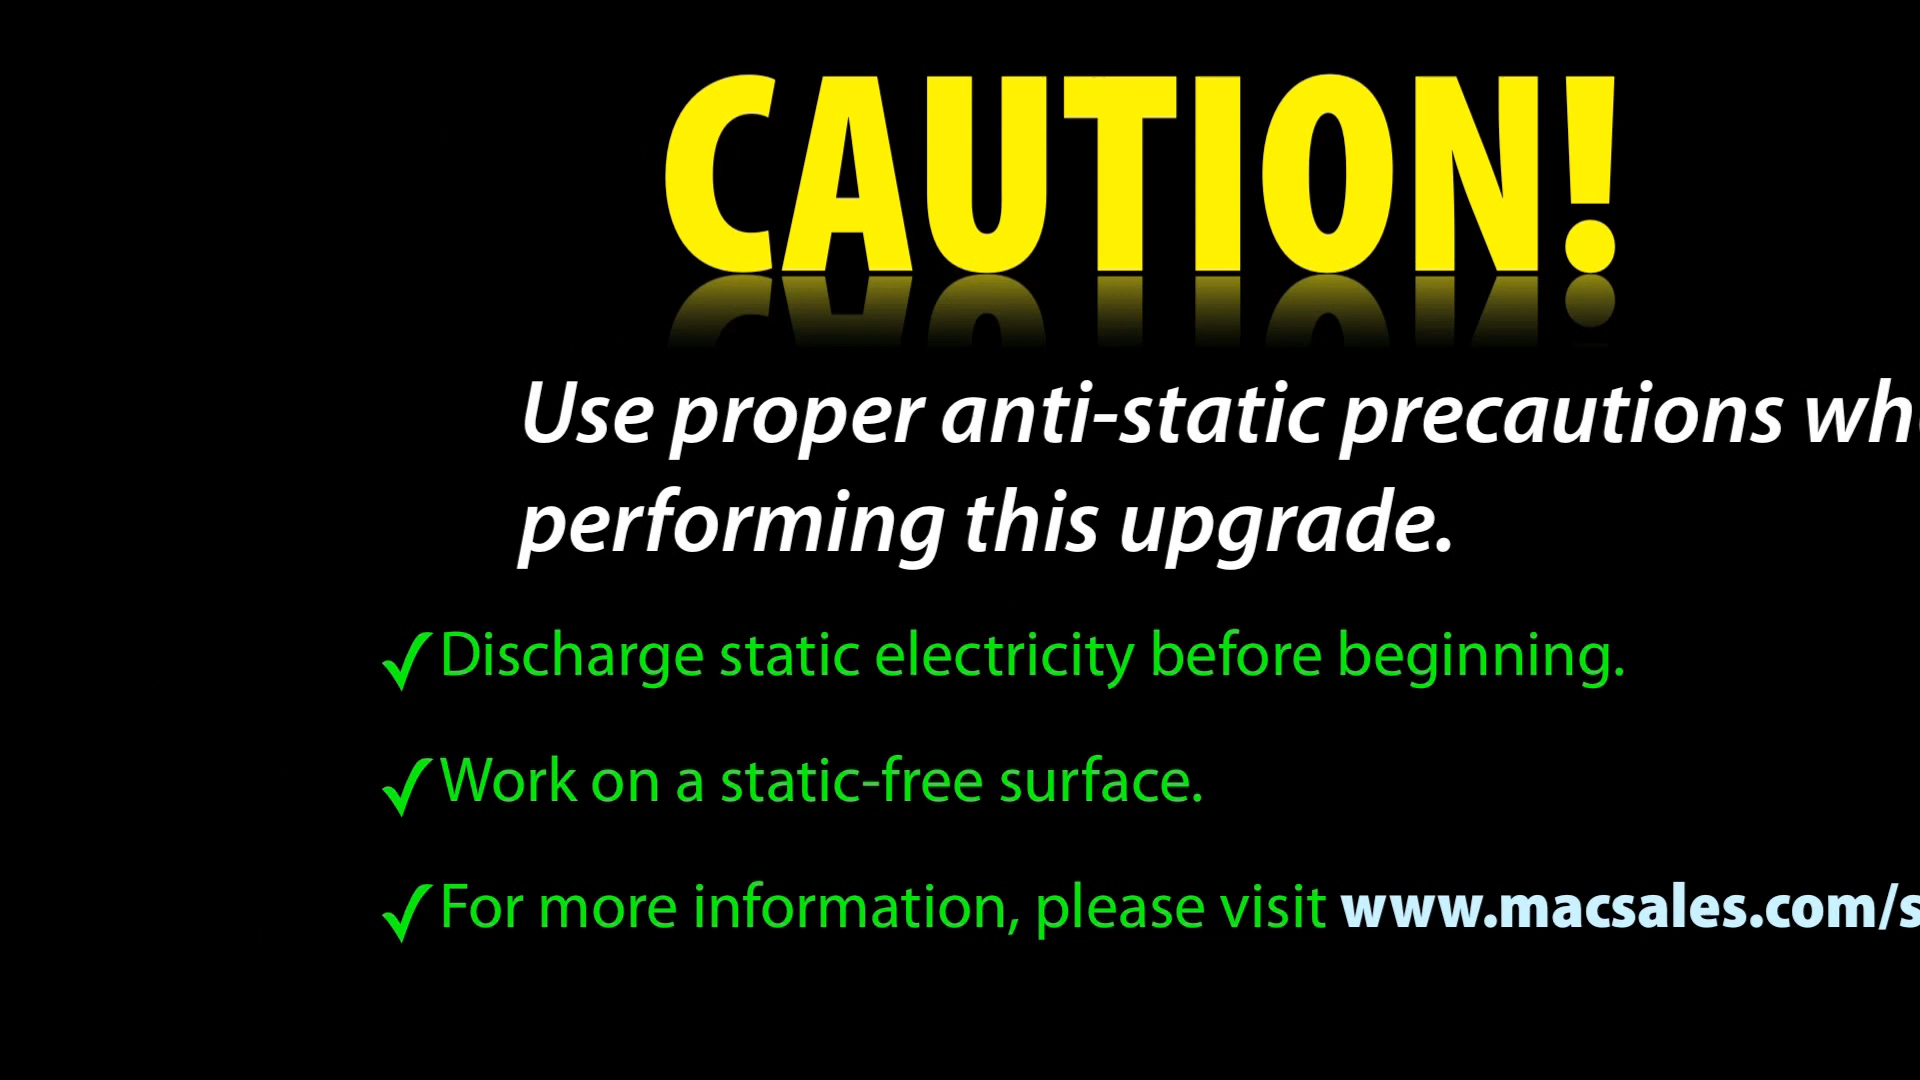 CAUTION!
Use proper anti-static precautions
performing this upgrade.
✓Discharge static electricity before beginning.
✓Work on a static-free surface.
✓For more information, please visit www.macsales.com/s